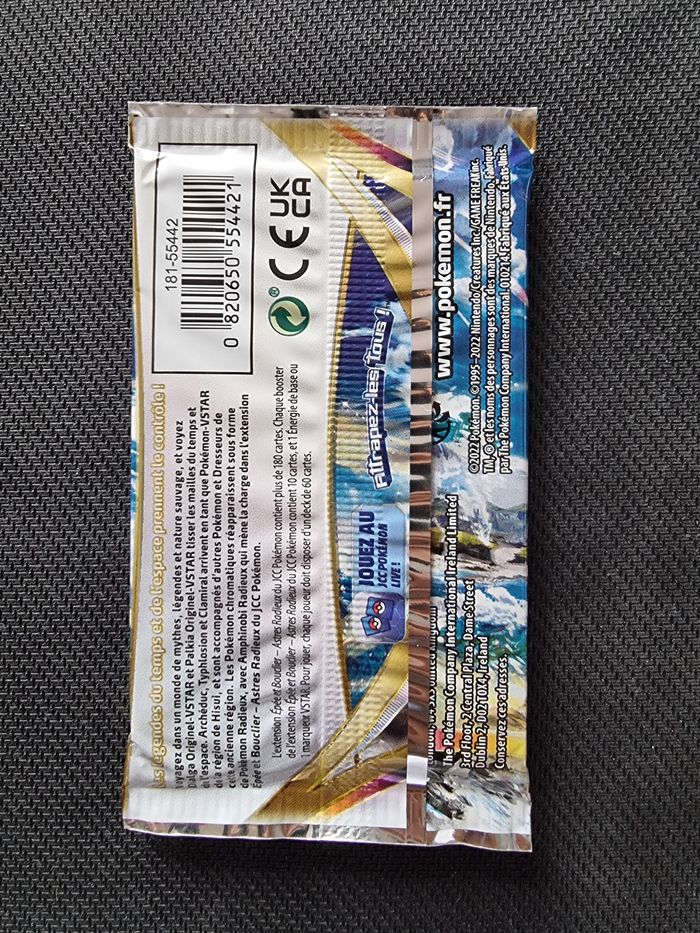 Les légendes du temps et de l'espace prennent le contrôle !
Voyagez dans un monde de mythes, légendes et nature sauvage, et voyez
Dialga Originel-VSTAR et Palkia Originel-VSTAR tisser les mailles du temps et
de l'espace. Archéduc, Typhlosion et Clamiral arrivent en tant que Pokémon-VSTAR
de la région de Hisui, et sont accompagnés d'autres Pokémon et Dresseurs de
cette ancienne région. Les Pokémon chromatiques réapparaissent sous forme
de Pokémon Radieux, avec Amphinobi Radieux qui mène la charge dans l'extension
Épée et Bouclier – Astres Radieux du JCC Pokémon.
L'extension Épée et Bouclier – Astres Radieux du JCC Pokémon contient plus de 180 cartes. Chaque booster
de l'extension Épée et Bouclier – Astres Radieux du JCC Pokémon contient 10 cartes, et 1 Énergie de base ou
1 marqueur VSTAR. Pour jouer, chaque joueur doit disposer d'un deck de 60 cartes.
181-55442
0 820650 554421
CE UK
CA
JOUEZ AU
JCC POKÉMON
LIVE !
Attrapez-les tous !
www.pokemon.fr
United Kingdom
The Pokémon Company International Ireland Limited
3rd Floor, 2 Central Plaza, Dame Street
Dublin 2, D02 T0X4, Ireland
Conservez ces adresses.
©2022 Pokémon. ©1995–2022 Nintendo/Creatures Inc./GAME FREAK inc.
TM, ® et les noms des personnages sont des marques de Nintendo. Fabriqué
par The Pokémon Company International. 010214. Fabriqué aux États-Unis.